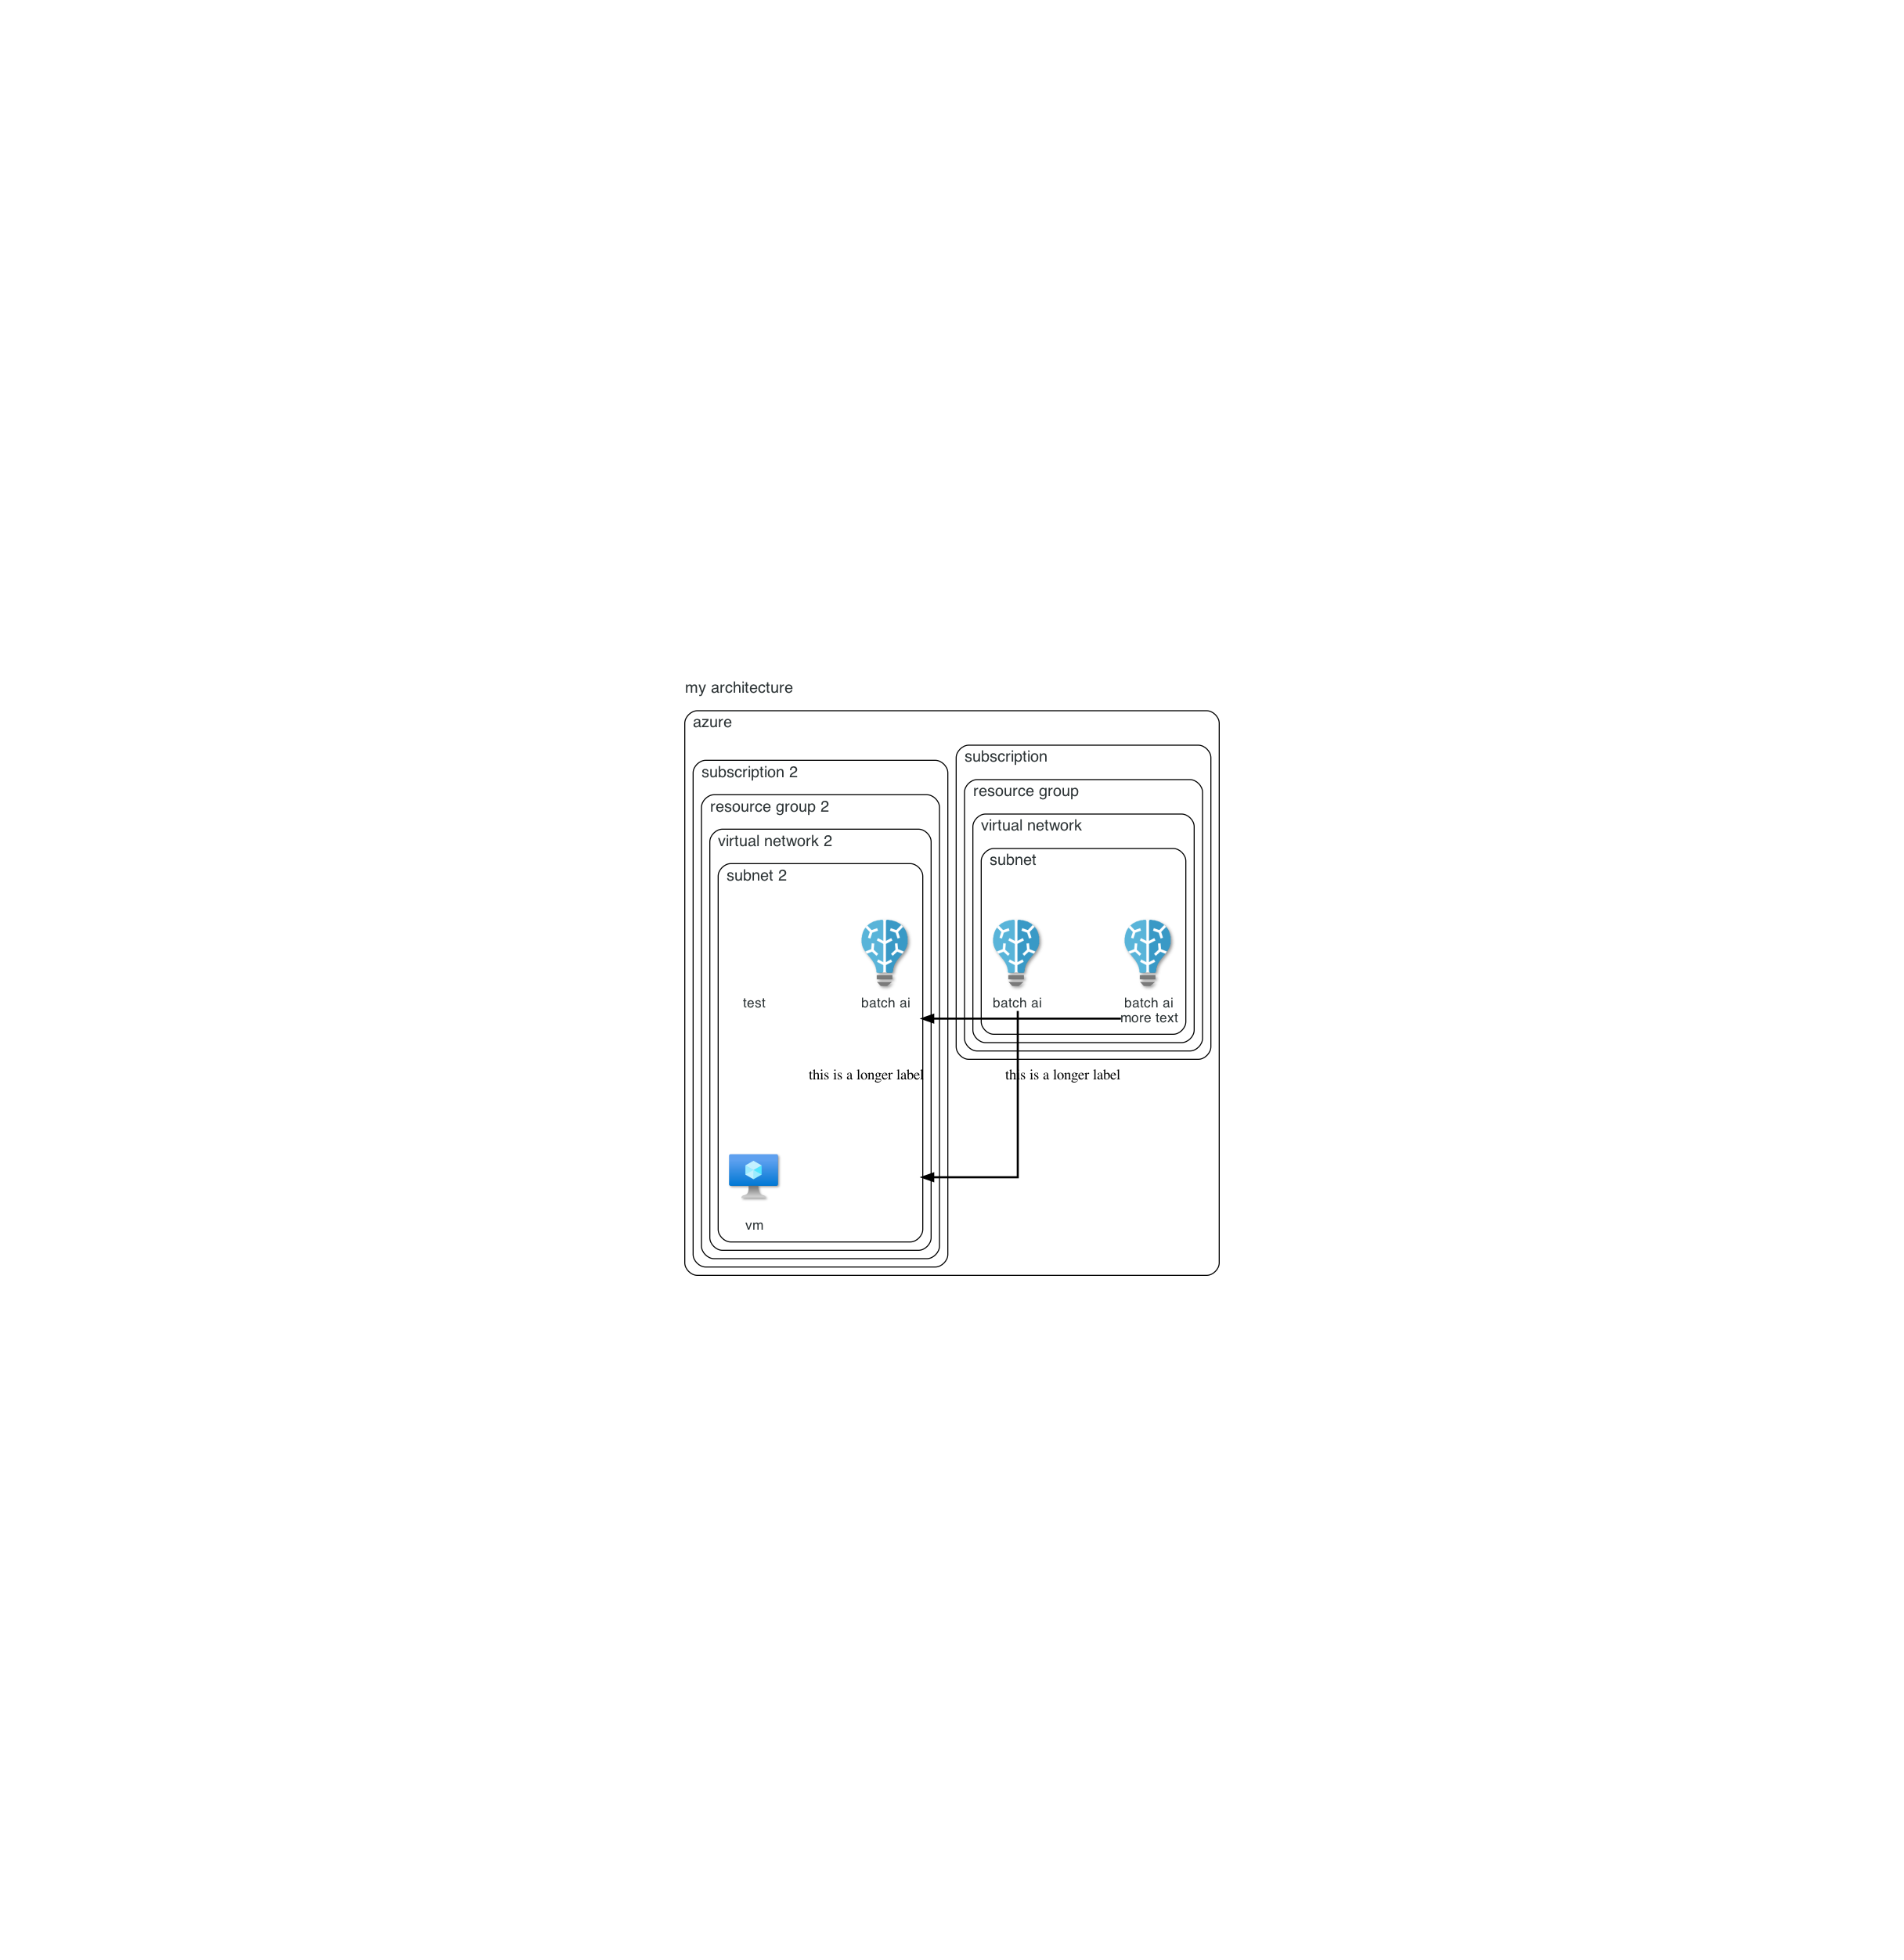 my architecture
azure
subscription 2
resource group 2
virtual network 2
subnet 2
test
batch ai
this is a longer label
vm
subscription
resource group
virtual network
subnet
batch ai
batch ai
more text
this is a longer label